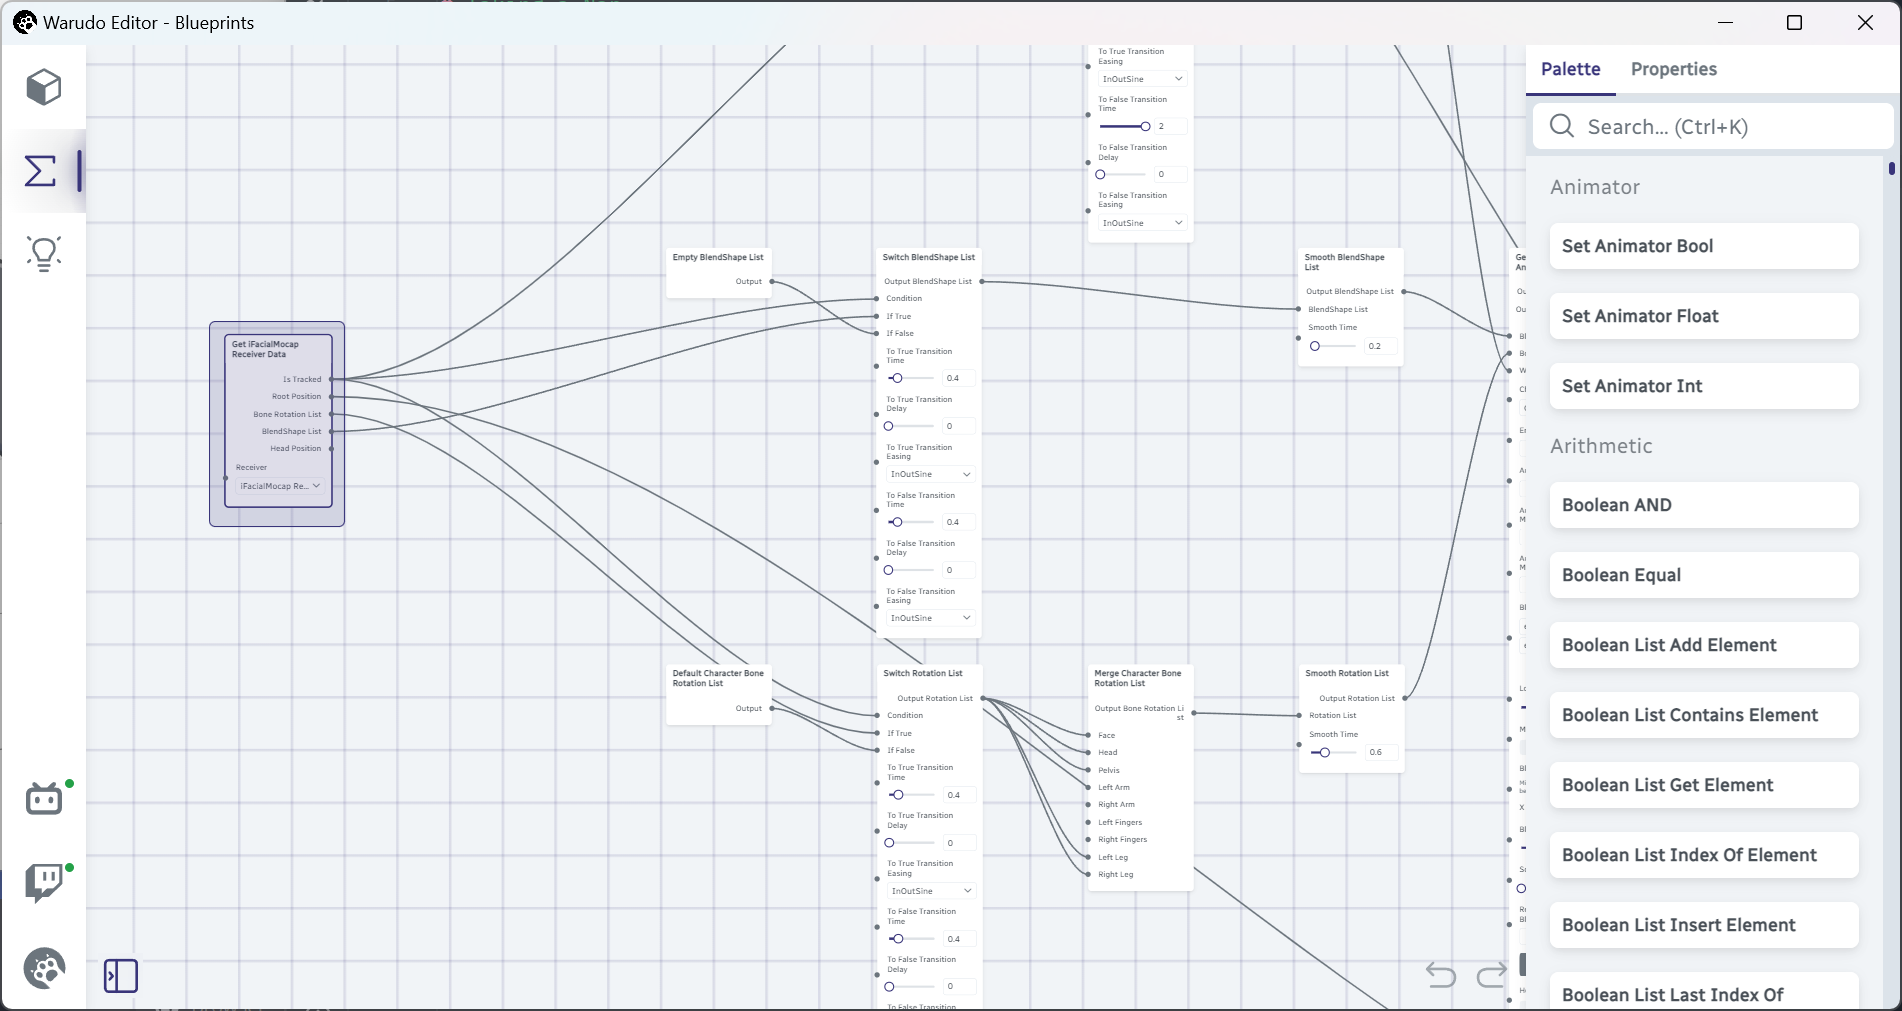 Warudo Editor - Blueprints
To True Transition
Easing
InOutSine
To False Transition
Time
2
To False Transition
Delay
0
To False Transition
Easing
InOutSine
Get iFacialMocap
Receiver Data
Is Tracked
Root Position
Bone Rotation List
BlendShape List
Head Position
Receiver
iFacialMocap Re...
Empty BlendShape List
Output
Switch BlendShape List
Output BlendShape List
Condition
If True
If False
To True Transition
Time
0.4
To True Transition
Delay
0
To True Transition
Easing
InOutSine
To False Transition
Time
0.4
To False Transition
Delay
0
To False Transition
Easing
InOutSine
Smooth BlendShape
List
Output BlendShape List
BlendShape List
Smooth Time
0.2
Default Character Bone
Rotation List
Output
Switch Rotation List
Output Rotation List
Condition
If True
If False
To True Transition
Time
0.4
To True Transition
Delay
0
To True Transition
Easing
InOutSine
To False Transition
Time
0.4
To False Transition
Delay
0
To False Transition
Merge Character Bone
Rotation List
Output Bone Rotation Li
st
Face
Head
Pelvis
Left Arm
Right Arm
Left Fingers
Right Fingers
Left Leg
Right Leg
Smooth Rotation List
Output Rotation List
Rotation List
Smooth Time
0.6
Palette Properties
Search... (Ctrl+K)
Animator
Set Animator Bool
Set Animator Float
Set Animator Int
Arithmetic
Boolean AND
Boolean Equal
Boolean List Add Element
Boolean List Contains Element
Boolean List Get Element
Boolean List Index Of Element
Boolean List Insert Element
Boolean List Last Index Of